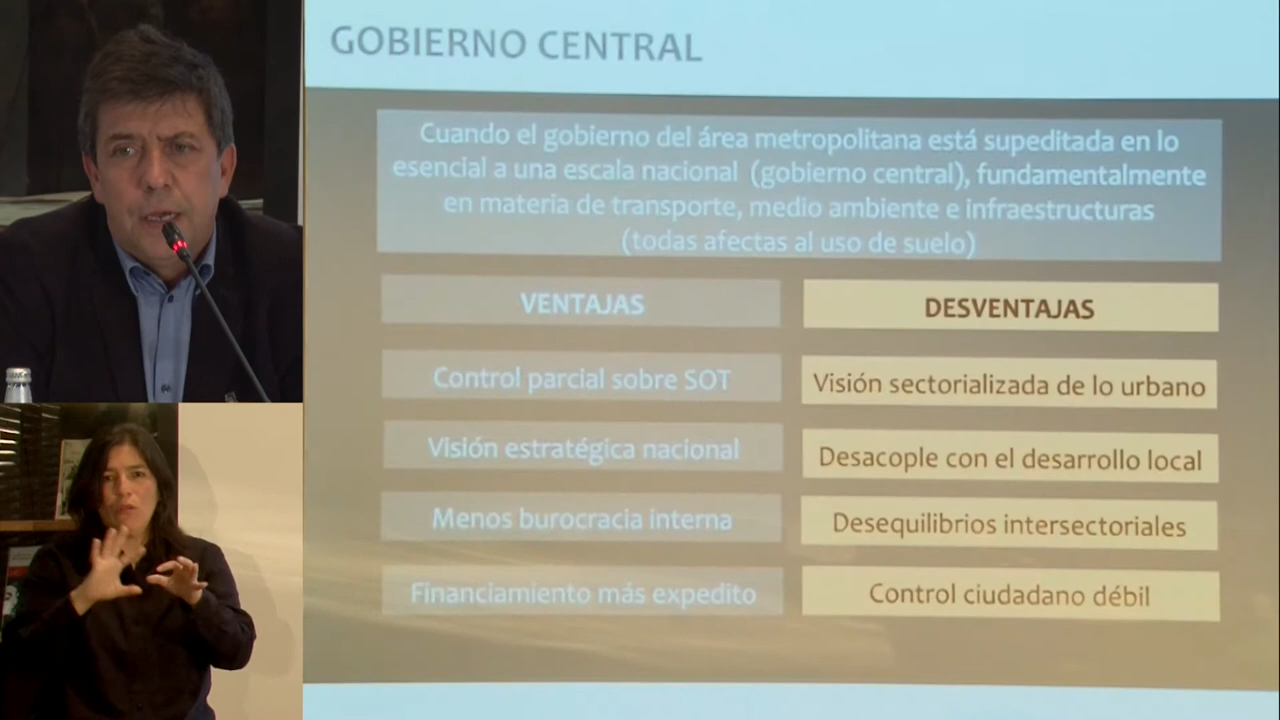 GOBIERNO CENTRAL
Cuando el gobierno del área metropolitana está supeditada en lo
esencial a una escala nacional (gobierno central), fundamentalmente
en materia de transporte, medio ambiente e infraestructuras
(todas afectas al uso de suelo)
VENTAJAS
DESVENTAJAS
Control parcial sobre SOT
Visión sectorializada de lo urbano
Visión estratégica nacional
Desacople con el desarrollo local
Menos burocracia interna
Desequilibrios intersectoriales
Financiamiento más expedito
Control ciudadano débil